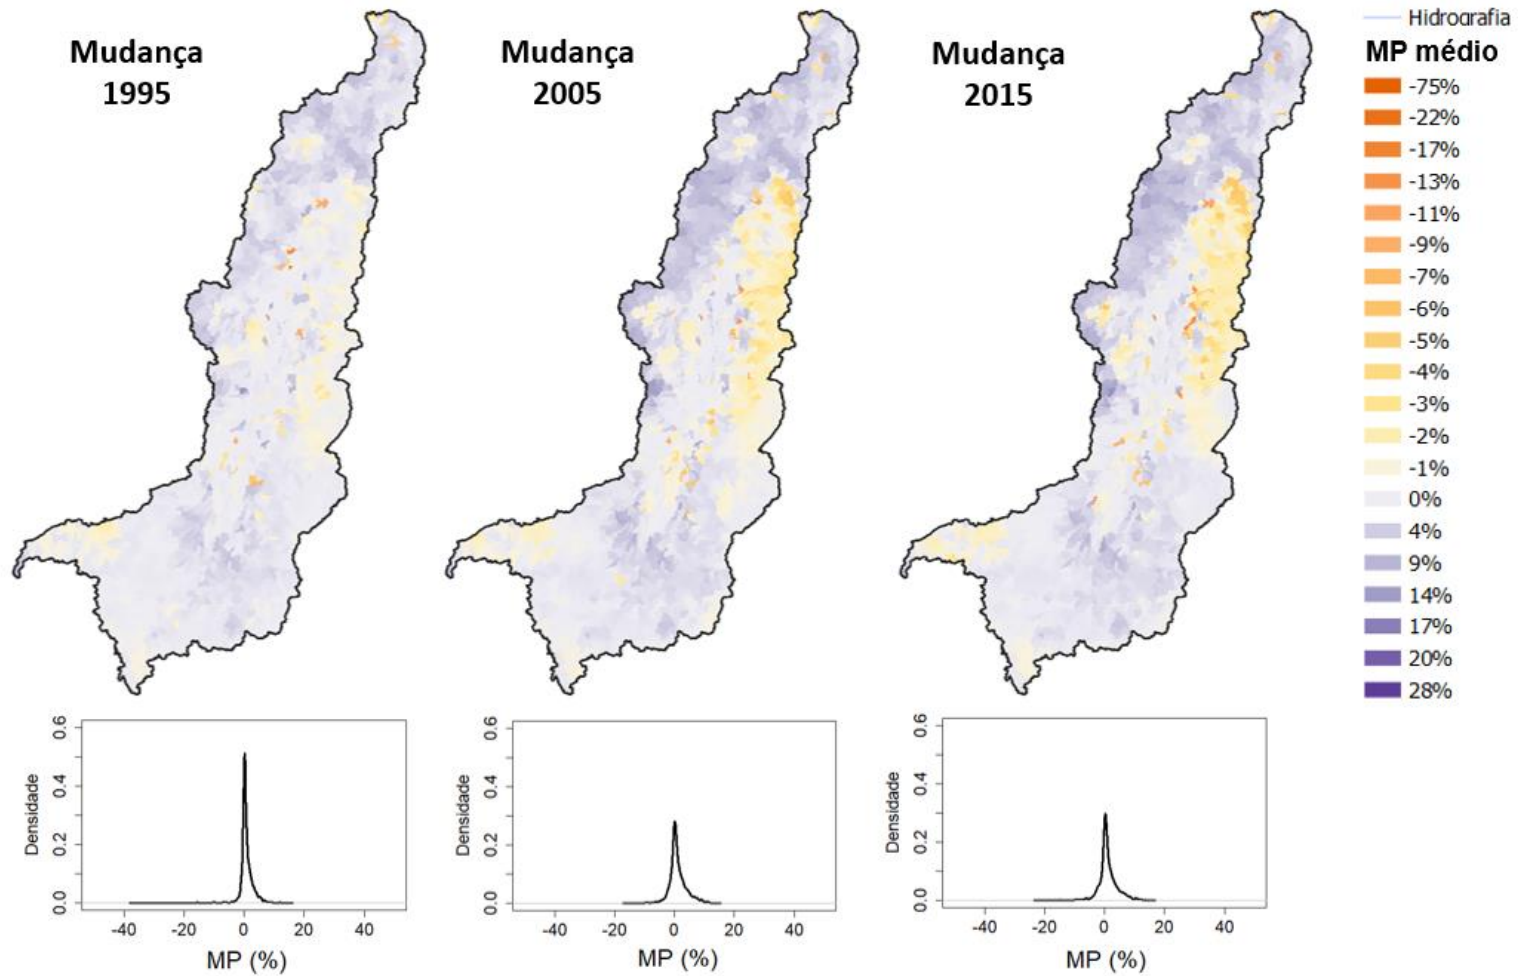 Mudança
1995
Mudança
2005
Mudança
2015
Hidrografia
MP médio
-75%
-22%
-17%
-13%
-11%
-9%
-7%
-6%
-5%
-4%
-3%
-2%
-1%
0%
4%
9%
14%
17%
20%
28%
Densidade
0.6
0.4
0.2
0.0
-40 -20 0 20 40
MP (%)
Densidade
0.6
0.4
0.2
0.0
-40 -20 0 20 40
MP (%)
Densidade
0.6
0.4
0.2
0.0
-40 -20 0 20 40
MP (%)